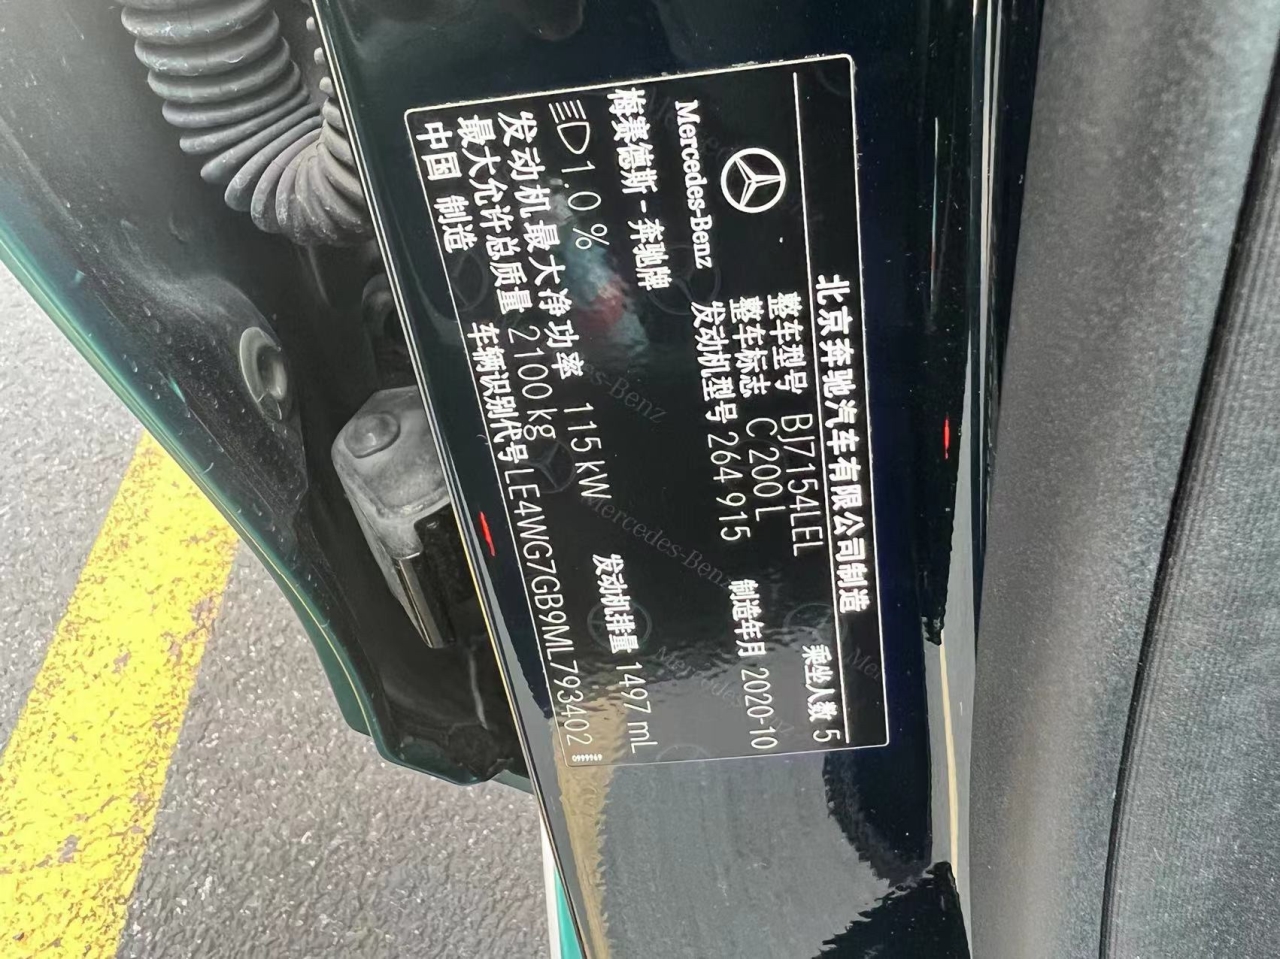 北京奔驰汽车有限公司制造 乘坐人数 5
Mercedes-Benz
梅赛德斯-奔驰牌
整车型号 BJ7154LEL
整车标志 C 200 L 制造年月 2020-10
发动机型号 264 915
1.0 %
发动机最大净功率 115 kW 发动机排量 1497 mL
最大允许总质量 2100 kg
中国 制造 车辆识别代号 LE4WG7GB9ML793402